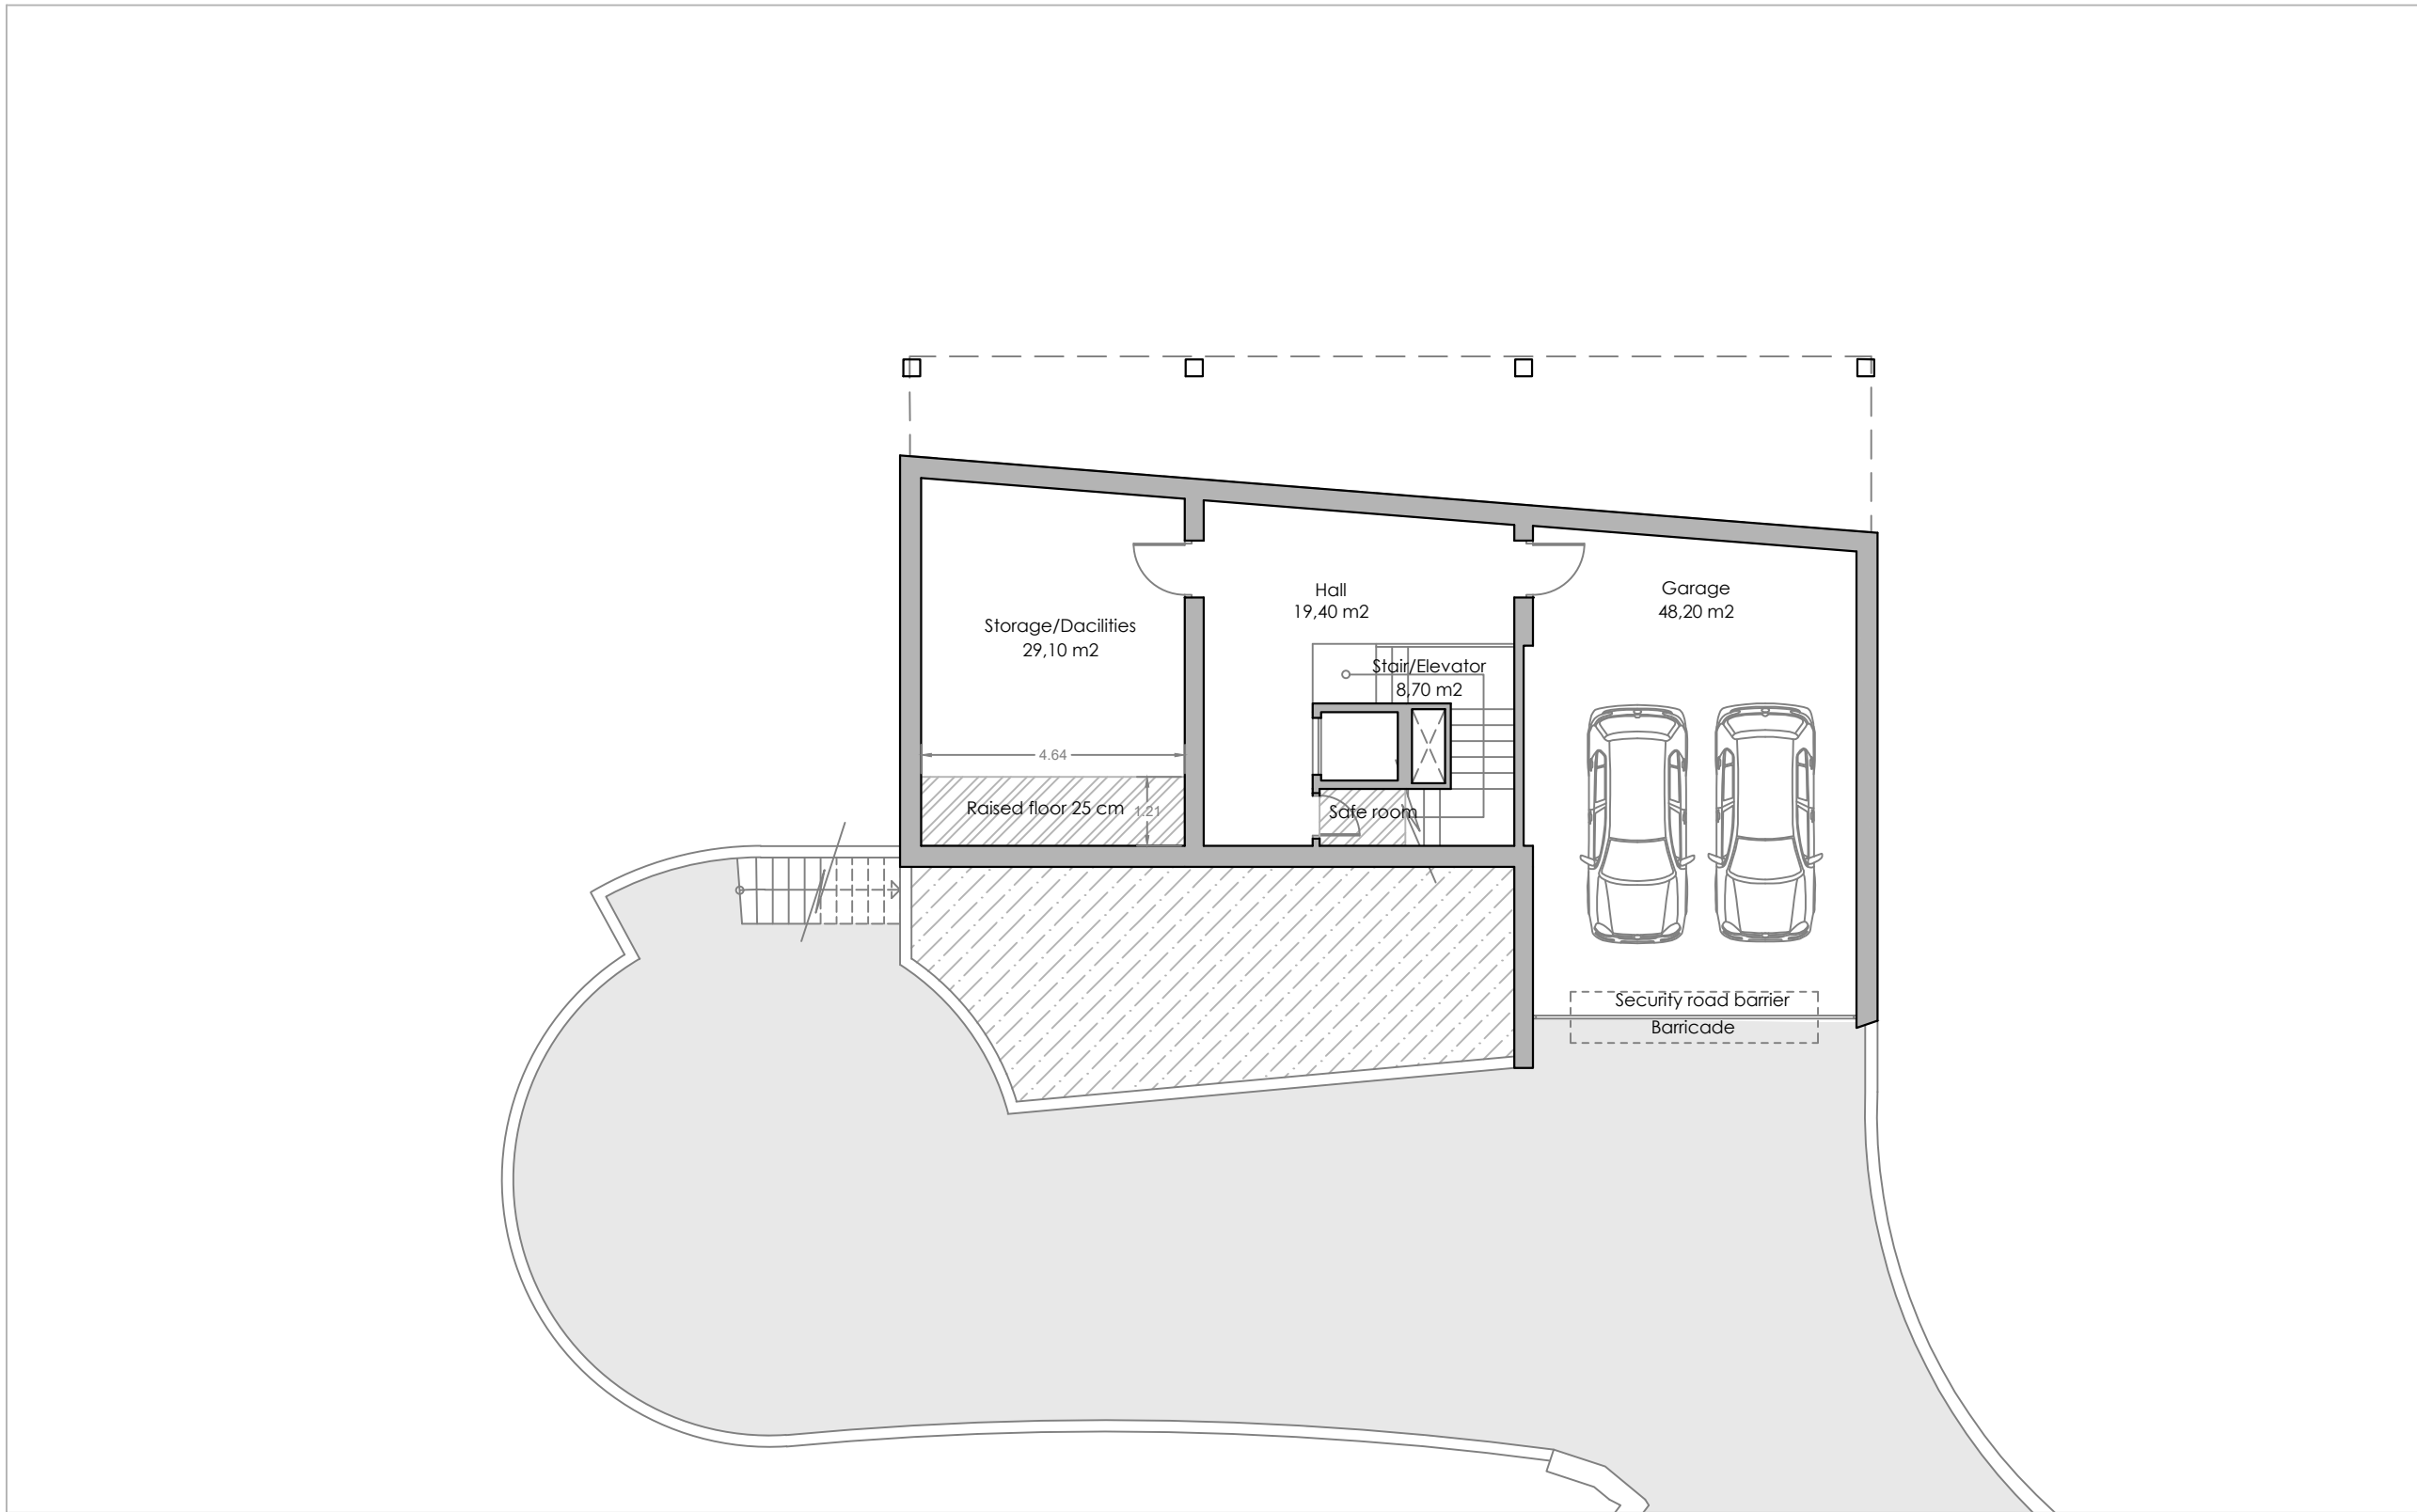 Hall
19,40 m2
Garage
48,20 m2
Storage/Dacilities
29,10 m2
Stair/Elevator
8,70 m2
4.64
Raised floor 25 cm
1.21
Safe room
Security road barrier
Barricade